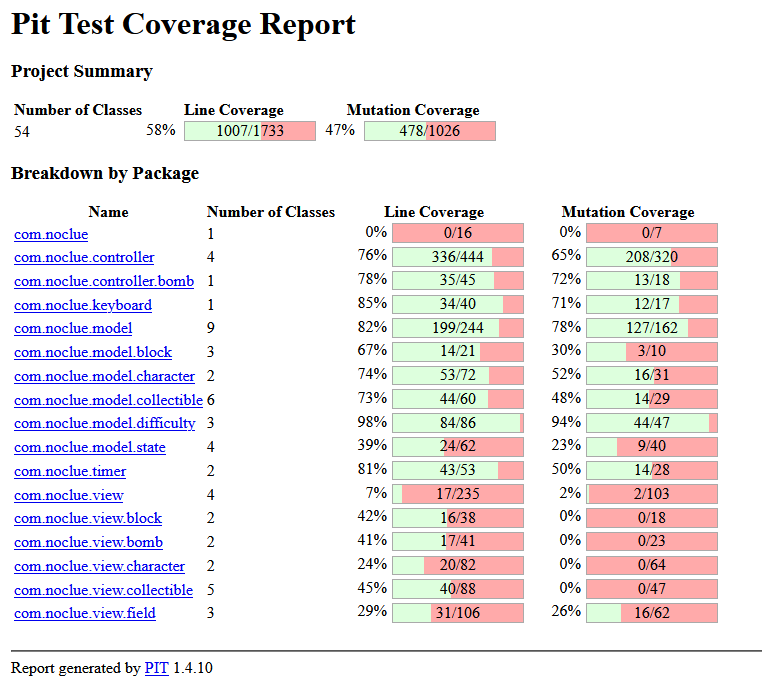 Pit Test Coverage Report
Project Summary
Number of Classes Line Coverage Mutation Coverage
54 58% 1007/1733 47% 478/1026
Breakdown by Package
Name Number of Classes Line Coverage Mutation Coverage
com.noclue 1 0% 0/16 0% 0/7
com.noclue.controller 4 76% 336/444 65% 208/320
com.noclue.controller.bomb 1 78% 35/45 72% 13/18
com.noclue.keyboard 1 85% 34/40 71% 12/17
com.noclue.model 9 82% 199/244 78% 127/162
com.noclue.model.block 3 67% 14/21 30% 3/10
com.noclue.model.character 2 74% 53/72 52% 16/31
com.noclue.model.collectible 6 73% 44/60 48% 14/29
com.noclue.model.difficulty 3 98% 84/86 94% 44/47
com.noclue.model.state 4 39% 24/62 23% 9/40
com.noclue.timer 2 81% 43/53 50% 14/28
com.noclue.view 4 7% 17/235 2% 2/103
com.noclue.view.block 2 42% 16/38 0% 0/18
com.noclue.view.bomb 2 41% 17/41 0% 0/23
com.noclue.view.character 2 24% 20/82 0% 0/64
com.noclue.view.collectible 5 45% 40/88 0% 0/47
com.noclue.view.field 3 29% 31/106 26% 16/62
Report generated by PIT 1.4.10